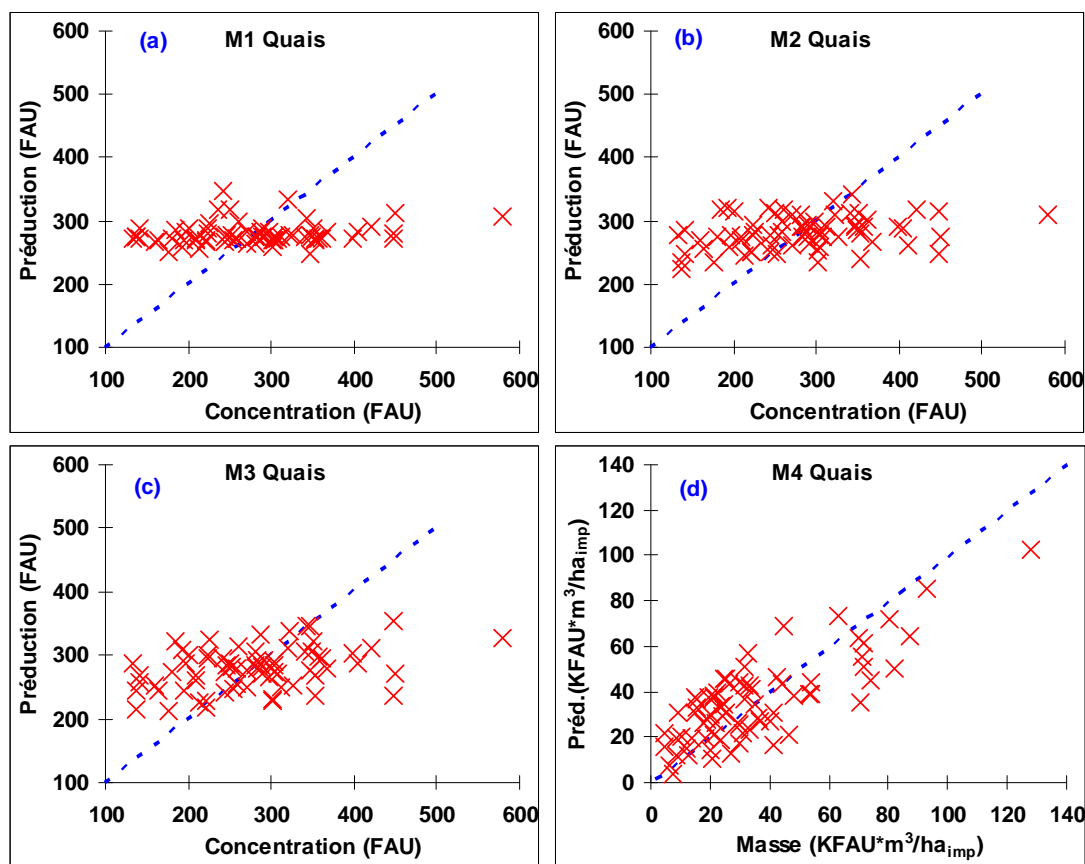 (a) M1 Quais
Préduction (FAU)
600
500
400
300
200
100
100 200 300 400 500 600
Concentration (FAU)
(b) M2 Quais
Préduction (FAU)
600
500
400
300
200
100
100 200 300 400 500 600
Concentration (FAU)
(c) M3 Quais
Préduction (FAU)
600
500
400
300
200
100
100 200 300 400 500 600
Concentration (FAU)
(d) M4 Quais
Préd.(KFAU*m³/ha_imp)
140
120
100
80
60
40
20
0
0 20 40 60 80 100 120 140
Masse (KFAU*m³/ha_imp)